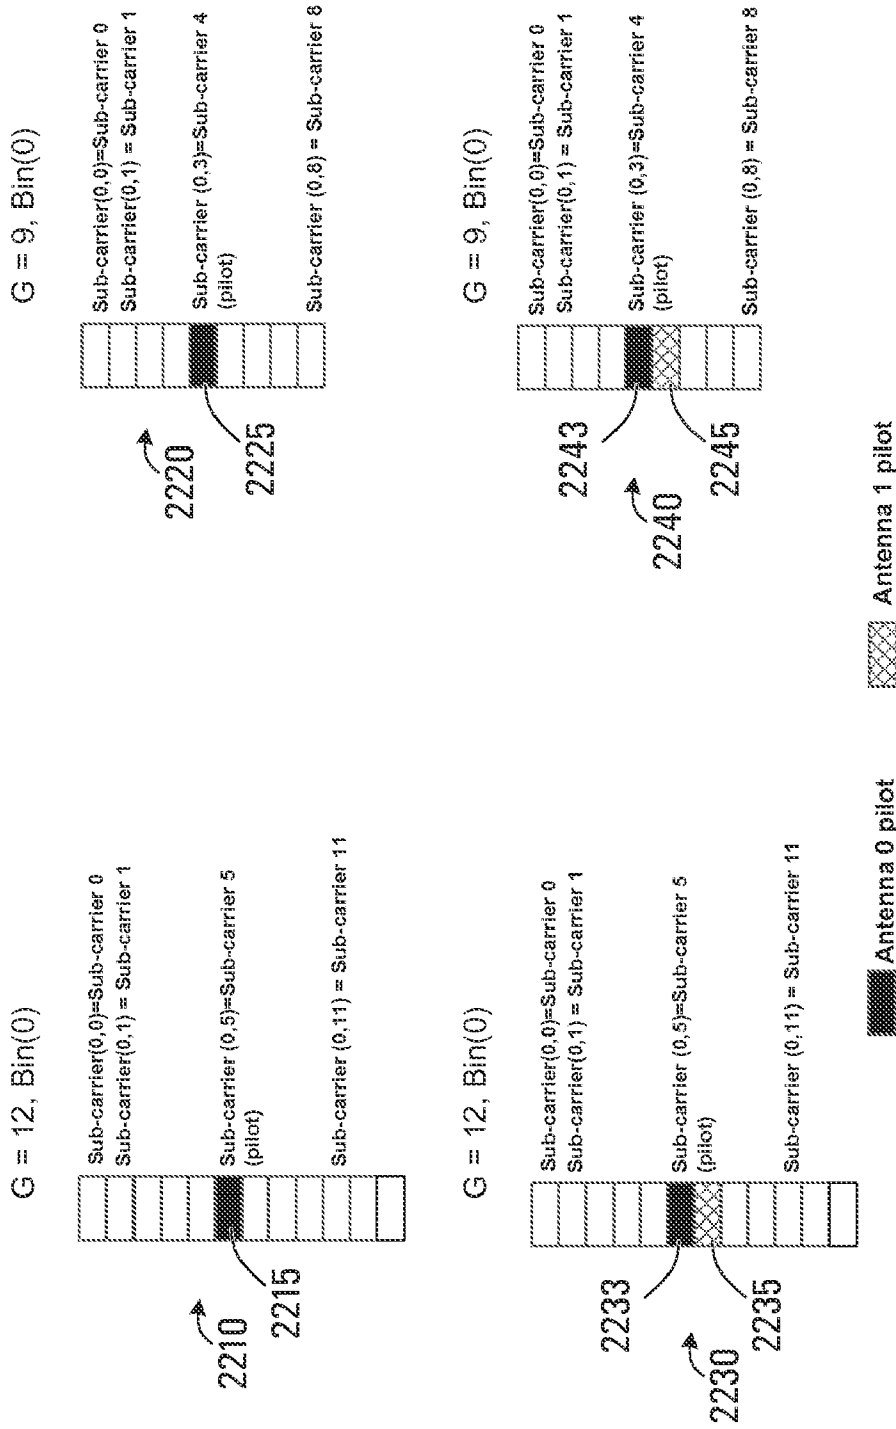 G = 12, Bin(0)
Sub-carrier(0,0)=Sub-carrier 0
Sub-carrier(0,1) = Sub-carrier 1
Sub-carrier (0,5)=Sub-carrier 5
(pilot)
Sub-carrier (0,11) = Sub-carrier 11
2210
2215
G = 9, Bin(0)
Sub-carrier(0,0)=Sub-carrier 0
Sub-carrier(0,1) = Sub-carrier 1
Sub-carrier (0,3)=Sub-carrier 4
(pilot)
Sub-carrier (0,8) = Sub-carrier 8
2220
2225
G = 12, Bin(0)
Sub-carrier(0,0)=Sub-carrier 0
Sub-carrier(0,1) = Sub-carrier 1
Sub-carrier (0,5)=Sub-carrier 5
(pilot)
Sub-carrier (0,11) = Sub-carrier 11
2233
2230
2235
G = 9, Bin(0)
Sub-carrier(0,0)=Sub-carrier 0
Sub-carrier(0,1) = Sub-carrier 1
Sub-carrier (0,3)=Sub-carrier 4
(pilot)
Sub-carrier (0,8) = Sub-carrier 8
2243
2240
2245
Antenna 0 pilot
Antenna 1 pilot